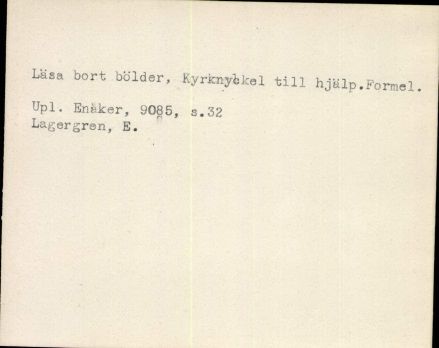 Läsa bort bölder, Kyrknyckel till hjälp.Formel.
Upl. Enåker, 9085, s.32
Lagergren, E.